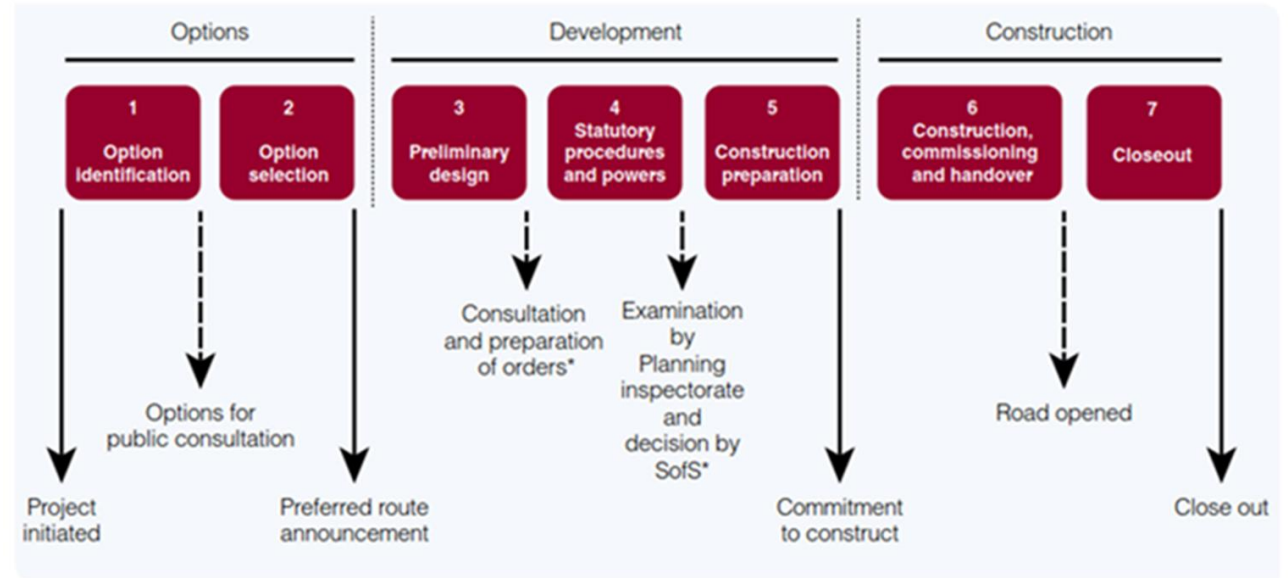 Options
Development
Construction
1
Option
identification
2
Option
selection
3
Preliminary
design
4
Statutory
procedures
and powers
5
Construction
preparation
6
Construction,
commissioning
and handover
7
Closeout
Consultation
and preparation
of orders*
Examination
by
Planning
inspectorate
and
decision by
SofS*
Options for
public consultation
Road opened
Project
initiated
Preferred route
announcement
Commitment
to construct
Close out